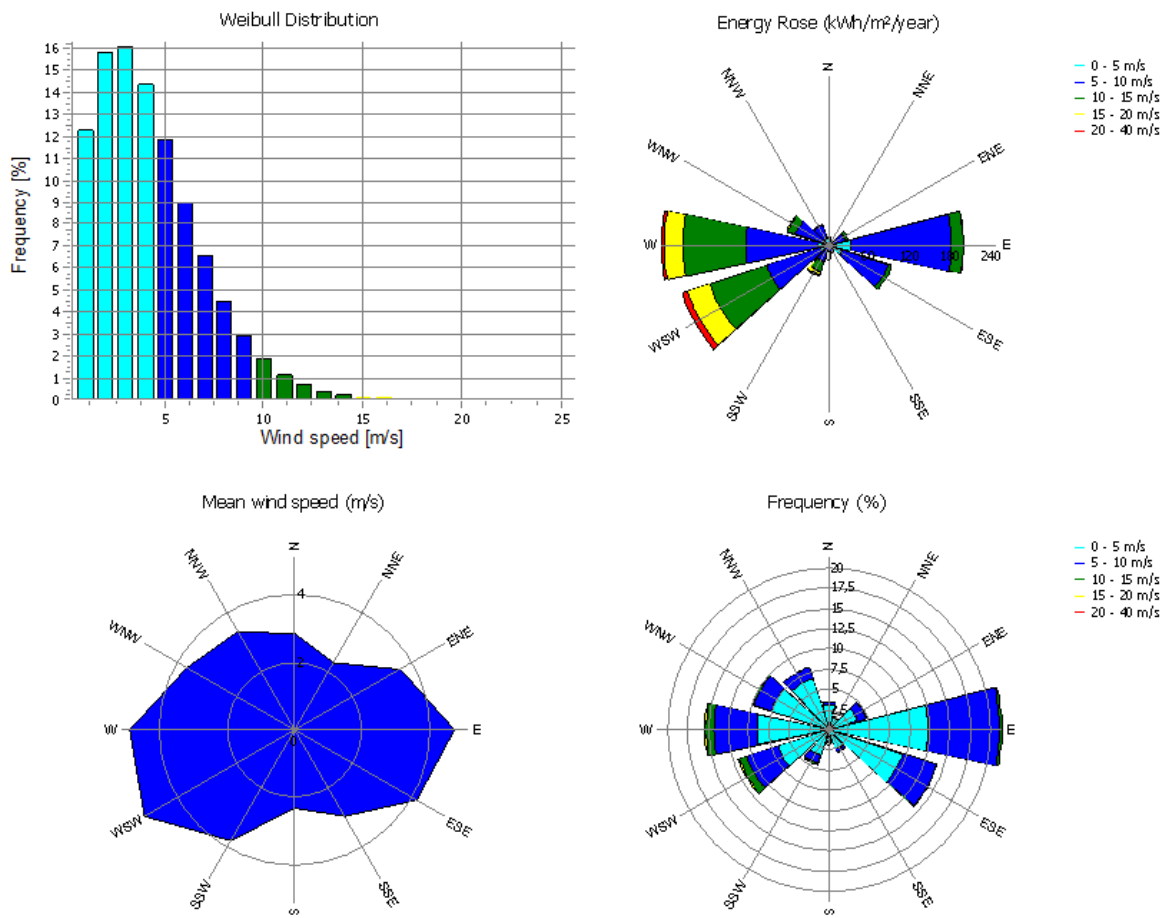 Weibull Distribution
Frequency [%]
16
15
14
13
12
11
10
9
8
7
6
5
4
3
2
1
0
5
10
15
20
25
Wind speed [m/s]
Energy Rose (kWh/m²/year)
N
NNE
ENE
E
ESE
SSE
S
SSW
WSW
W
WNW
NNW
120
180
240
0 - 5 m/s
5 - 10 m/s
10 - 15 m/s
15 - 20 m/s
20 - 40 m/s
Mean wind speed (m/s)
N
NNE
ENE
E
ESE
SSE
S
SSW
WSW
W
WNW
NNW
4
2
0
Frequency (%)
N
NNE
ENE
E
ESE
SSE
S
SSW
WSW
W
WNW
NNW
20
17,5
15
12,5
10
7,5
5
2,5
0 - 5 m/s
5 - 10 m/s
10 - 15 m/s
15 - 20 m/s
20 - 40 m/s